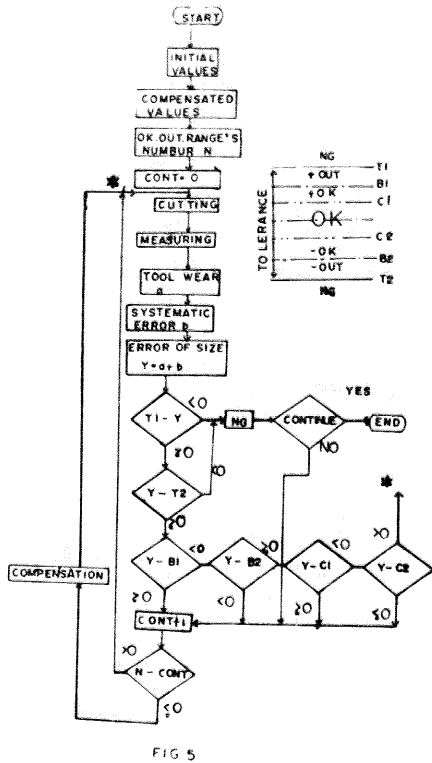 START
INITIAL
VALUES
COMPENSATED
VALUES
OK.OUT.RANGE'S
NUMBUR N
CONT= 0
*
CUTTING
MEASURING
TOOL WEAR
a
SYSTEMATIC
ERROR b
ERROR OF SIZE
Y=a+b
NG
+ OUT
+ OK
OK
- OK
- OUT
NG
T1
B1
C1
C2
B2
T2
TOLERANCE
Y1 - Y
<0
≥0
NG
CONTINUE
YES
END
NO
Y - T2
<0
≥0
*
Y - B1
<0
Y - B2
≥0
Y - C1
<0
Y - C2
>0
≥0
<0
≥0
≤0
COMPENSATION
CONT+1
>0
N - CONT
≤0
FIG 5